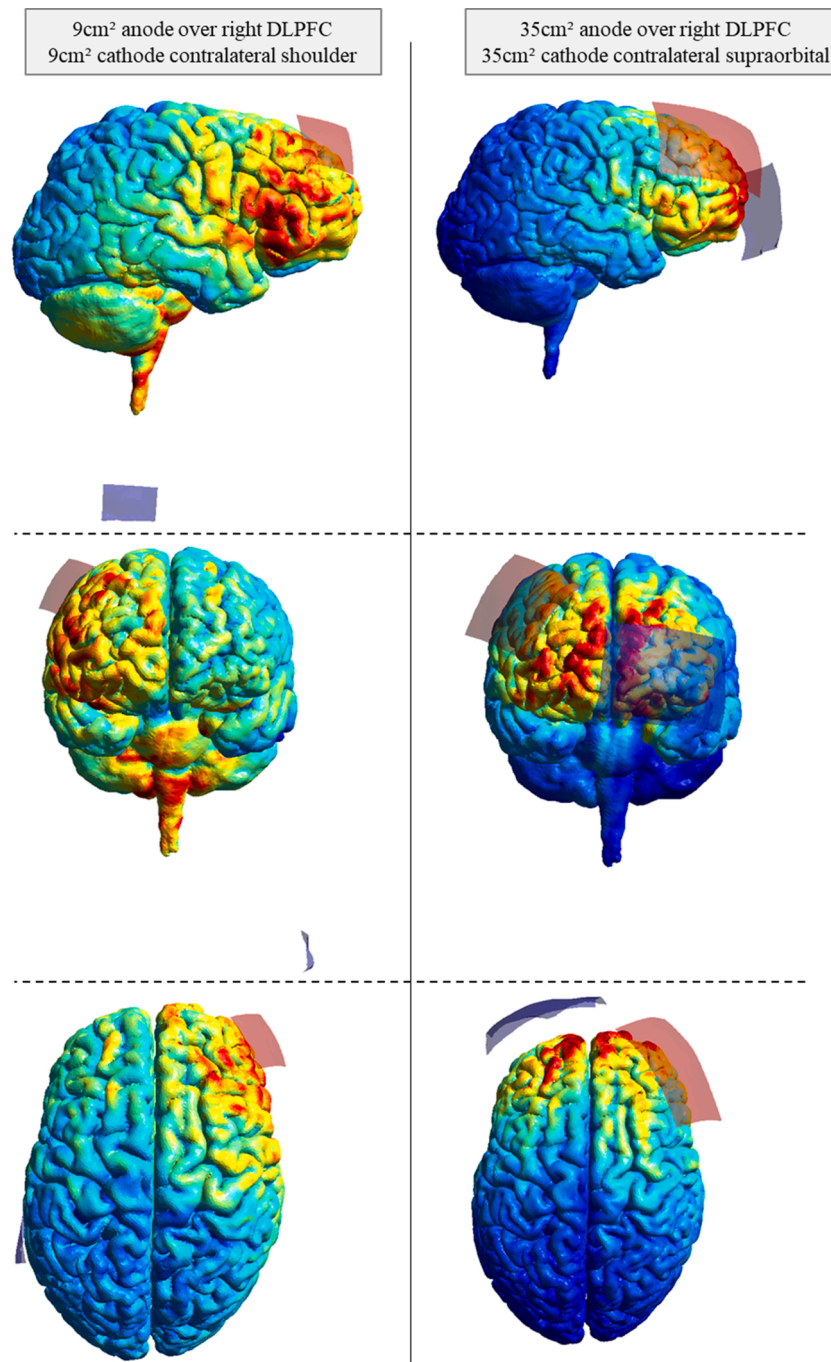 9cm² anode over right DLPFC
9cm² cathode contralateral shoulder
35cm² anode over right DLPFC
35cm² cathode contralateral supraorbital